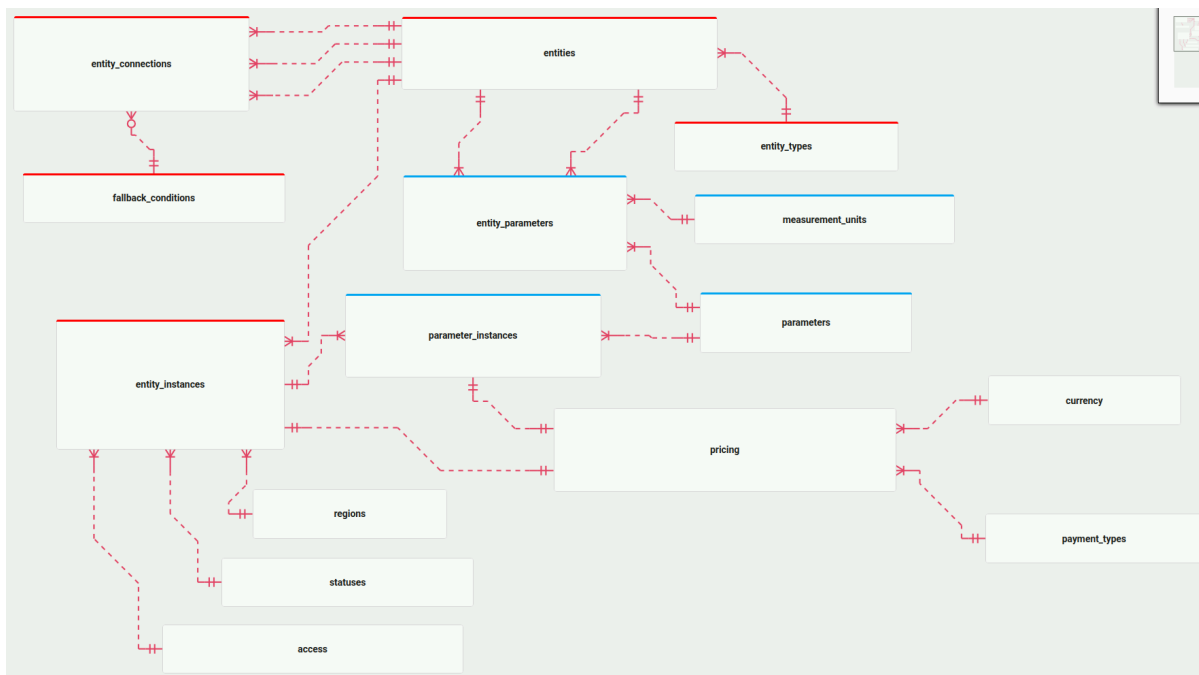 entity_connections
entities
entity_types
fallback_conditions
entity_parameters
measurement_units
parameters
parameter_instances
entity_instances
currency
pricing
regions
payment_types
statuses
access